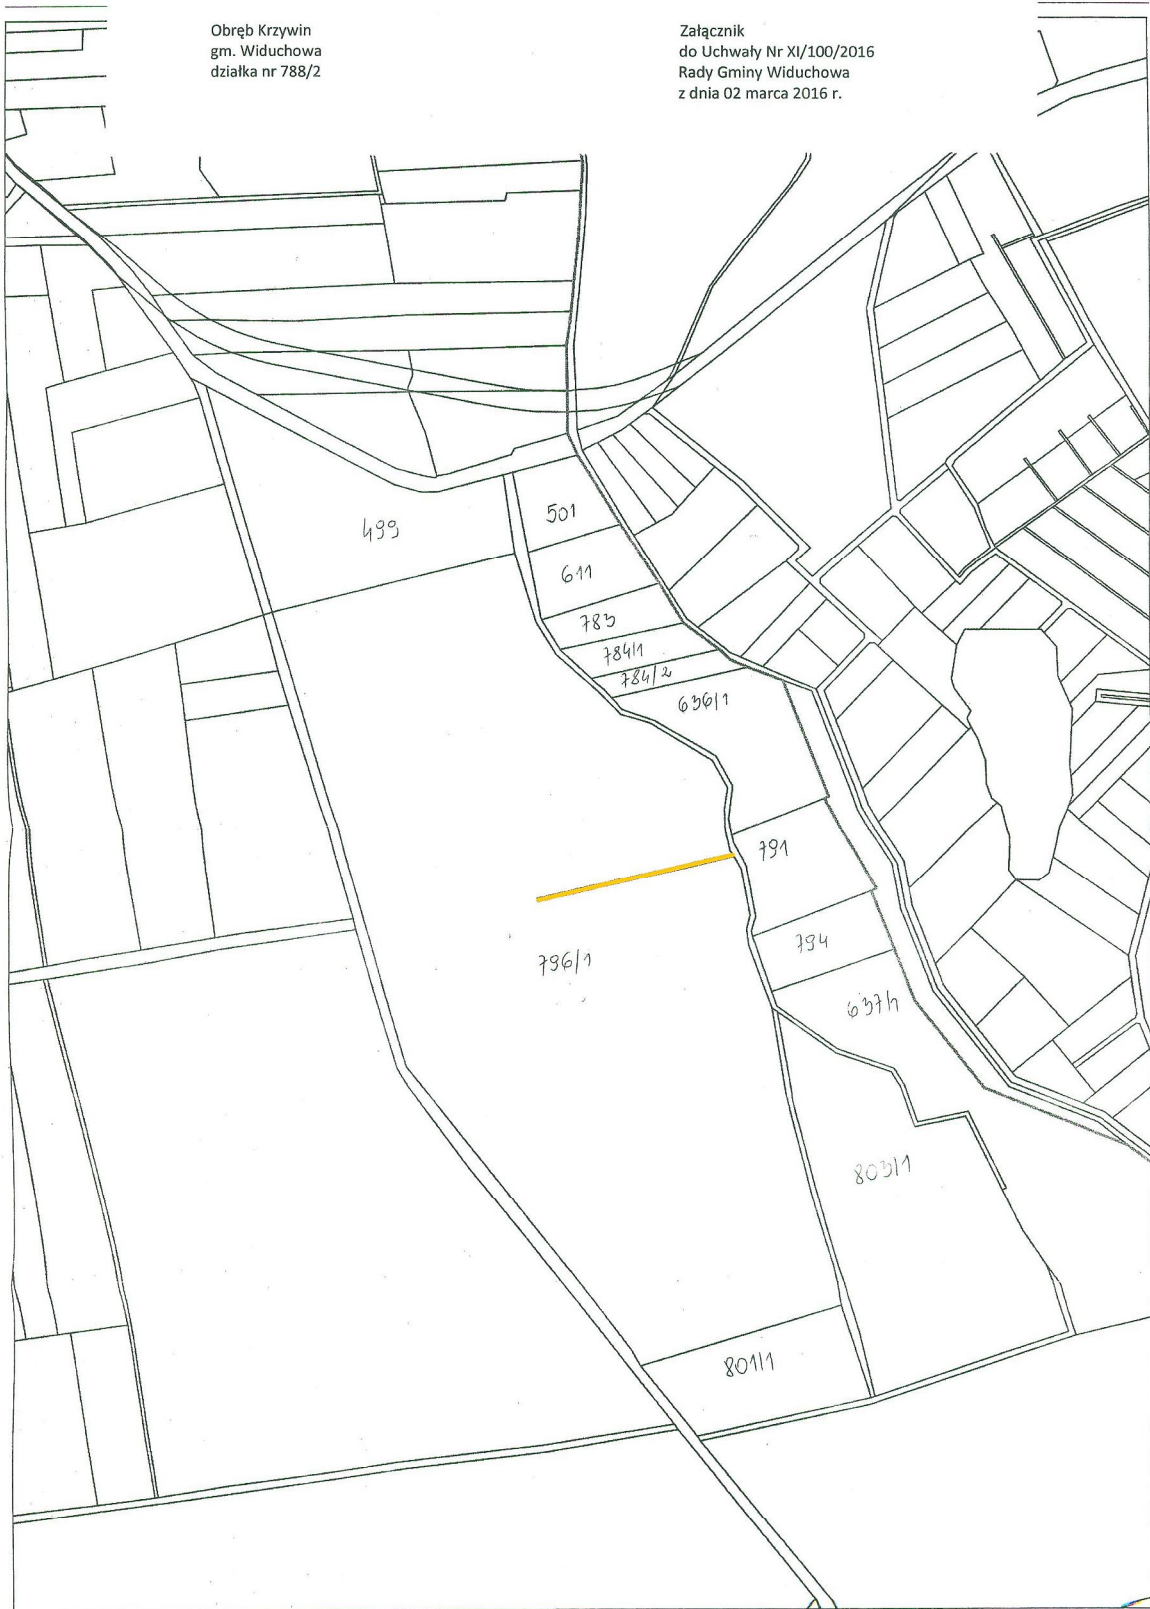 Obręb Krzywin
gm. Widuchowa
działka nr 788/2
Załącznik
do Uchwały Nr XI/100/2016
Rady Gminy Widuchowa
z dnia 02 marca 2016 r.
499
501
611
783
784/1
784/2
636/1
791
794
796/1
637/1
803/1
801/1